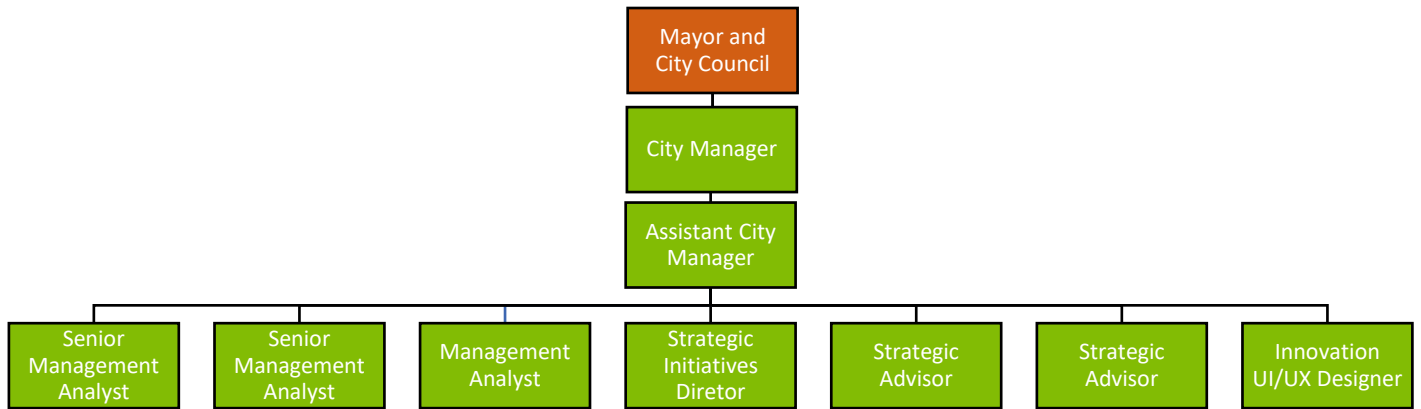 Mayor and
City Council
City Manager
Assistant City
Manager
Senior
Management
Analyst
Senior
Management
Analyst
Management
Analyst
Strategic
Initiatives
Diretor
Strategic
Advisor
Strategic
Advisor
Innovation
UI/UX Designer